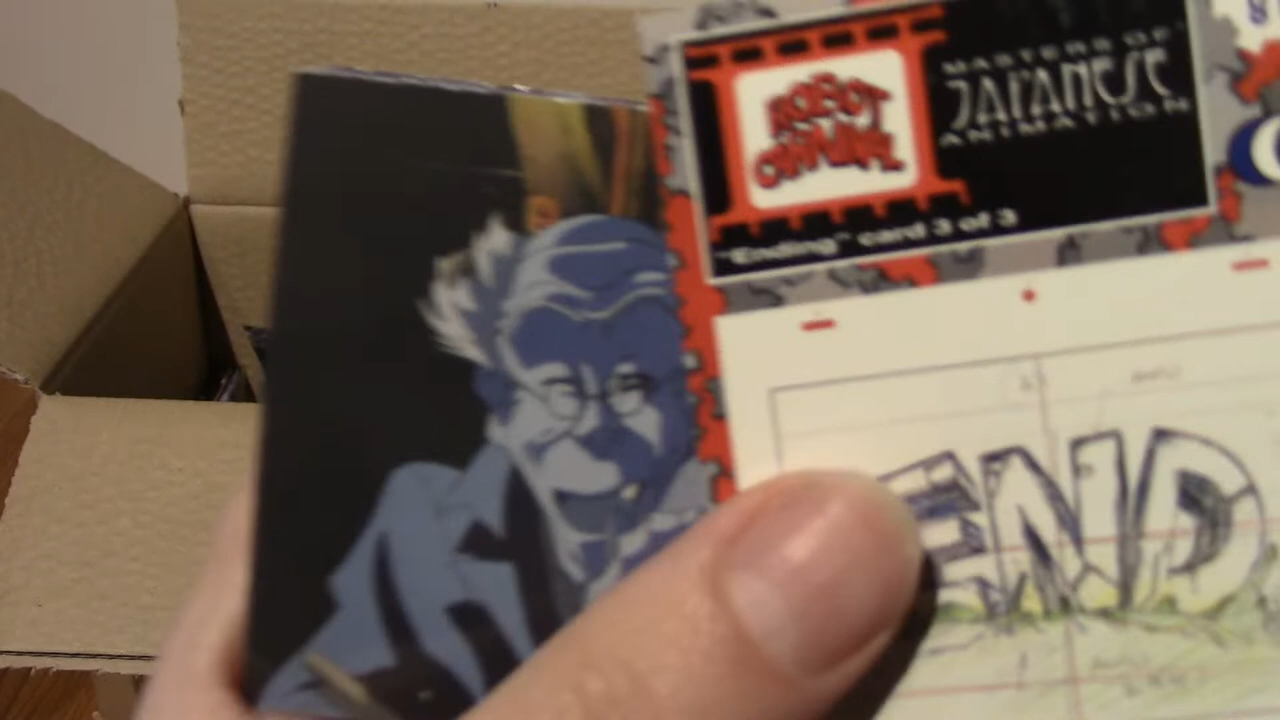 ROBOT
CARNIVAL
MASTERS OF
JAPANESE
ANIMATION
"Ending" card 3 of 3
END